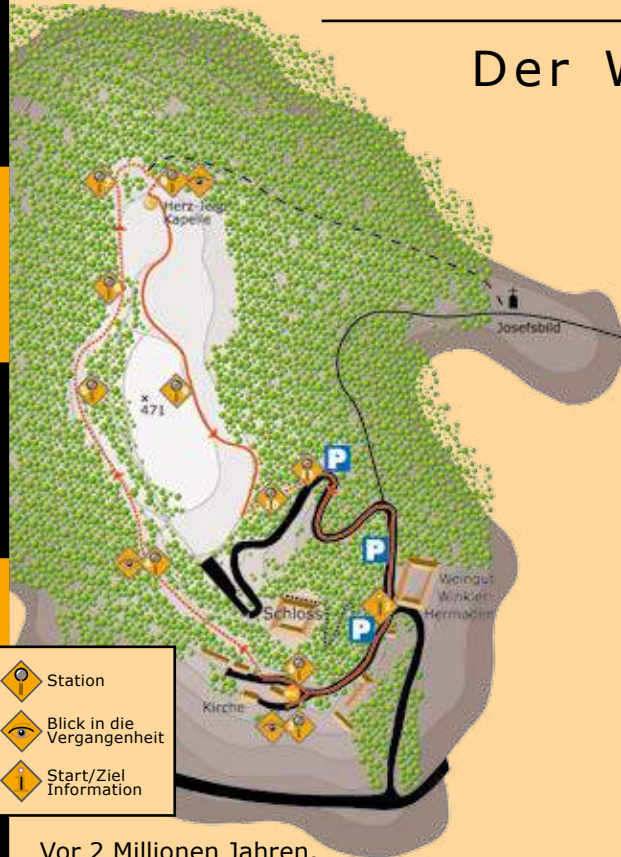 Der W
Herz-Jesu
Kapelle
Josefsbild
471
P
P
Weingut
Winkler-
Hermaden
Schloss
P
Kirche
Station
Blick in die
Vergangenheit
Start/Ziel
Information
Vor 2 Millionen Jahren,